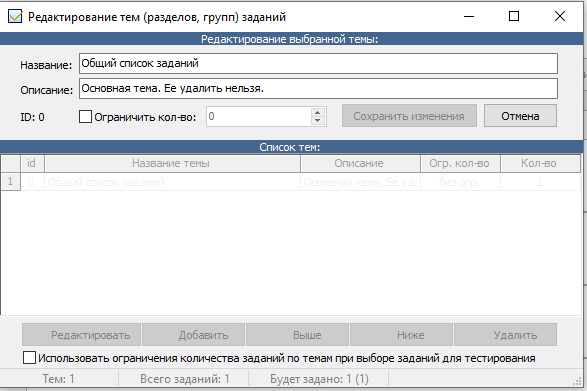 Редактирование тем (разделов, групп) заданий
Редактирование выбранной темы:
Название: Общий список заданий
Описание: Основная тема. Ее удалить нельзя.
ID: 0 Ограничить кол-во: 0 Сохранить изменения Отмена
Список тем:
id Название темы Описание Огр. кол-во Кол-во
1 0 Общий список заданий Основная тема. Ее уда без огр. 1
Редактировать Добавить Выше Ниже Удалить
Использовать ограничения количества заданий по темам при выборе заданий для тестирования
Тем: 1 Всего заданий: 1 Будет задано: 1 (1)